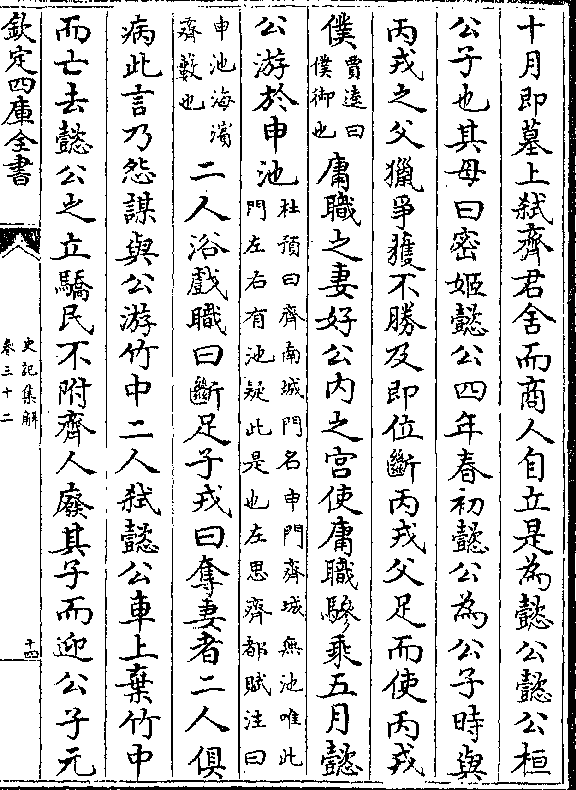 十月即墓上弑齊君舍而商人自立是為懿公懿公桓
公子也其母曰密姬懿公四年春初懿公為公子時與
丙戎之父獵爭獲不勝及即位斷丙戎父足而使丙戎
僕賈逵曰僕御也庸職之妻好公内之宫使庸職驂乘五月懿
公游於申池杜預曰齊南城門名申門齊城無池唯此門左右有池疑此是也左思齊都賦注曰
申池海濵齊藪也二人浴戲職曰斷足子戎曰奪妻者二人俱
病此言乃怨謀與公游竹中二人弑懿公車上棄竹中
而亡去懿公之立驕民不附齊人廢其子而迎公子元
欽定四庫全書
史記集解
卷三十二
十四